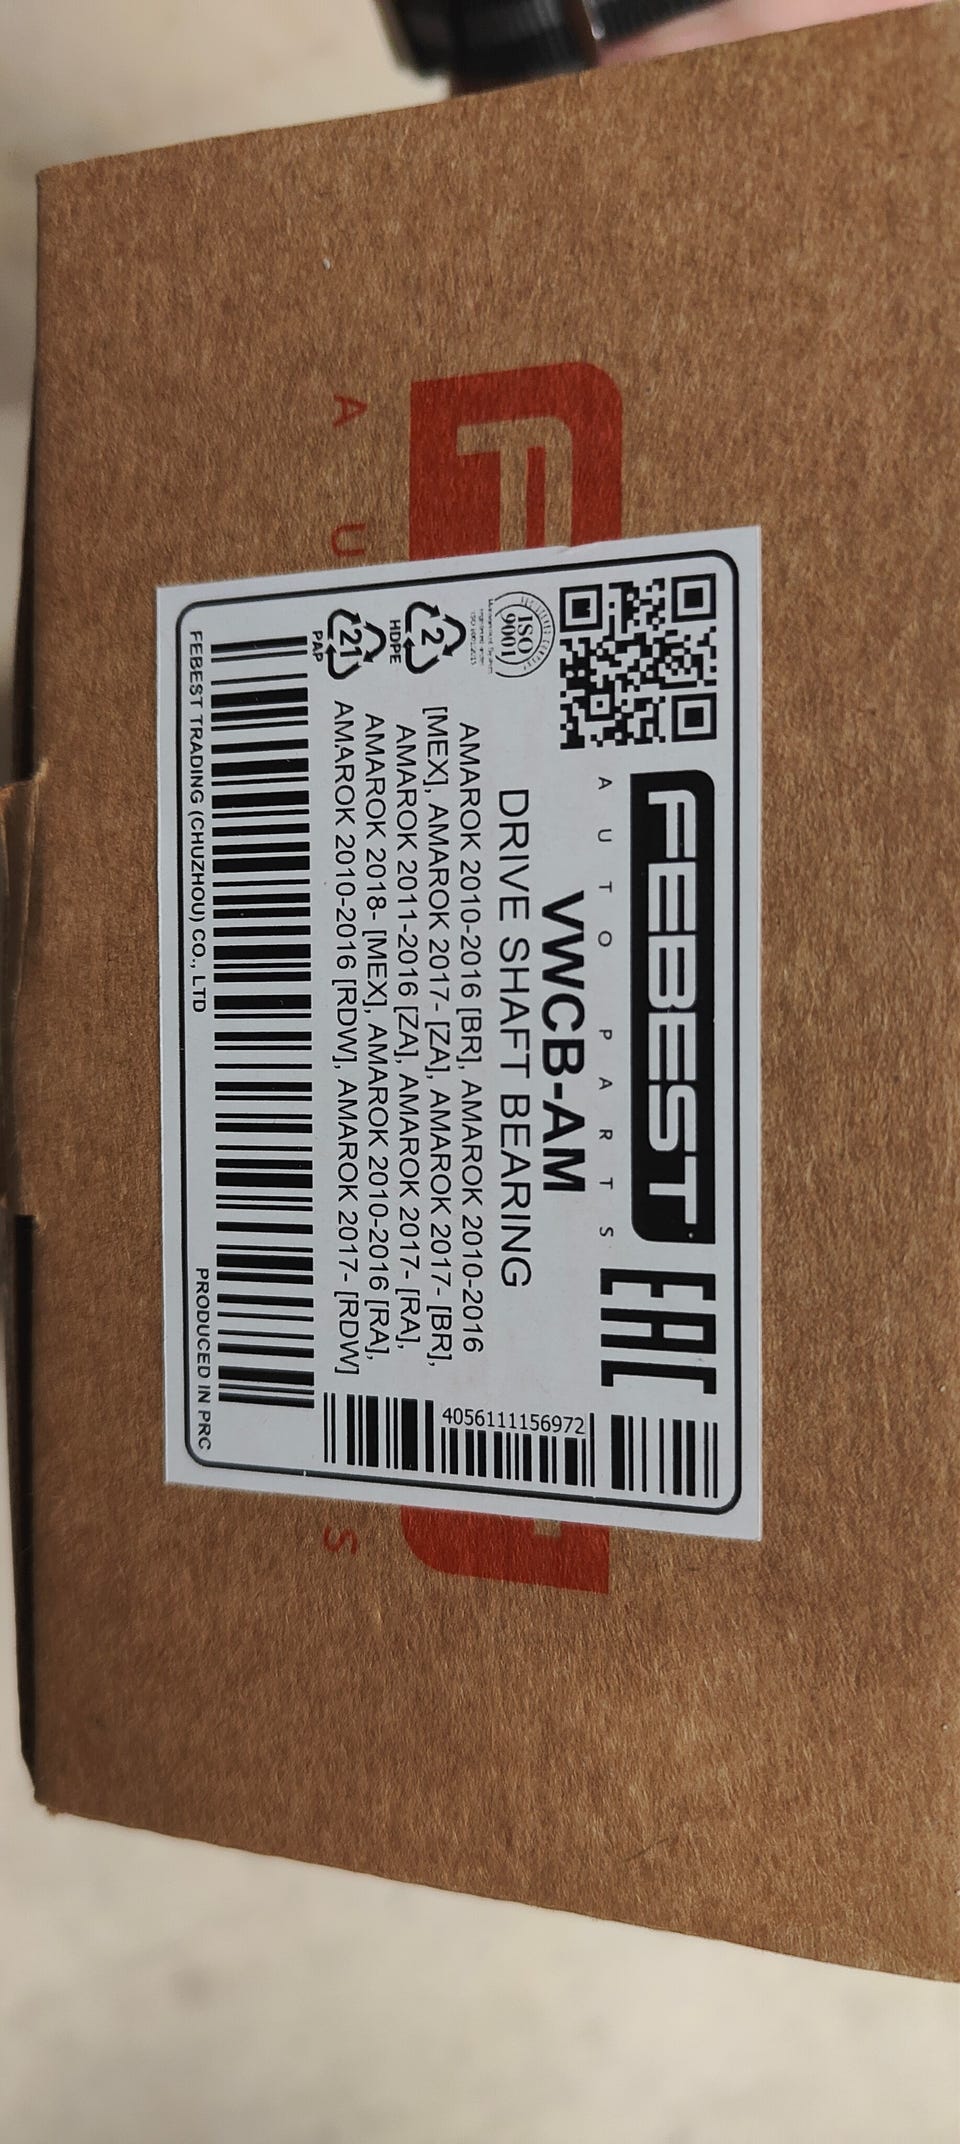 FEBEST
AUTO PARTS
EAC
VWCB-AM
DRIVE SHAFT BEARING
ISO
9001
AMAROK 2010-2016 [BR], AMAROK 2010-2016
[MEX], AMAROK 2017- [ZA], AMAROK 2017- [BR],
AMAROK 2011-2016 [ZA], AMAROK 2017- [RA],
AMAROK 2018- [MEX], AMAROK 2010-2016 [RA],
AMAROK 2010-2016 [RDW], AMAROK 2017- [RDW]
2
HDPE
21
PAP
4056111156972
FEBEST TRADING (CHUZHOU) CO., LTD
PRODUCED IN PRC
A U
S